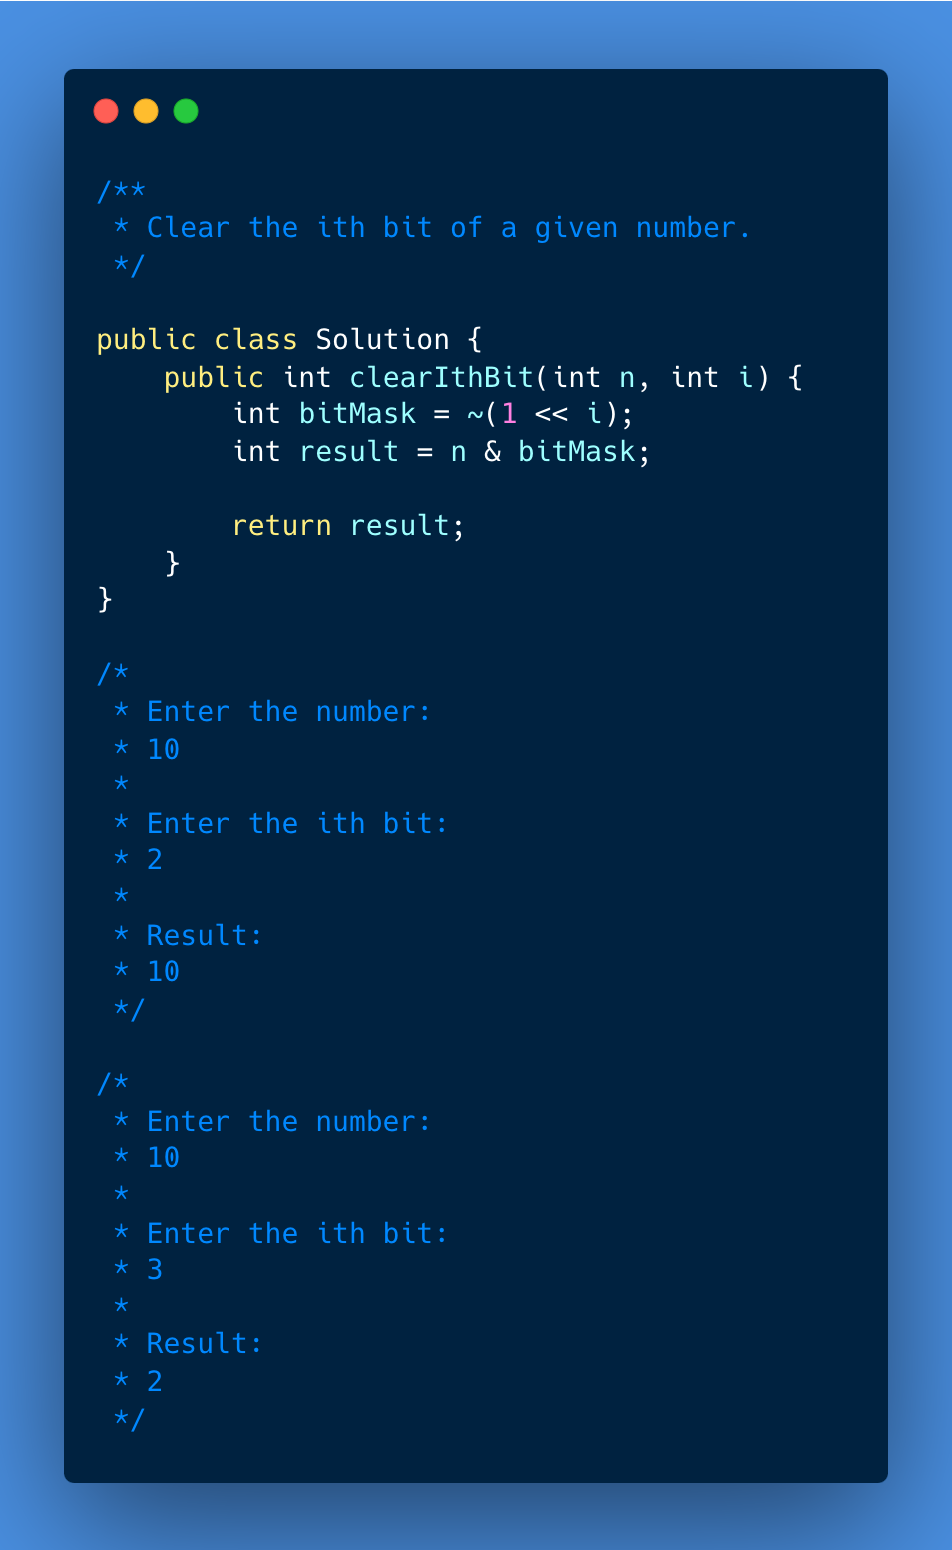 /**
 * Clear the ith bit of a given number.
 */

public class Solution {
    public int clearIthBit(int n, int i) {
        int bitMask = ~(1 << i);
        int result = n & bitMask;

        return result;
    }
}

/*
 * Enter the number:
 * 10
 *
 * Enter the ith bit:
 * 2
 *
 * Result:
 * 10
 */

/*
 * Enter the number:
 * 10
 *
 * Enter the ith bit:
 * 3
 *
 * Result:
 * 2
 */